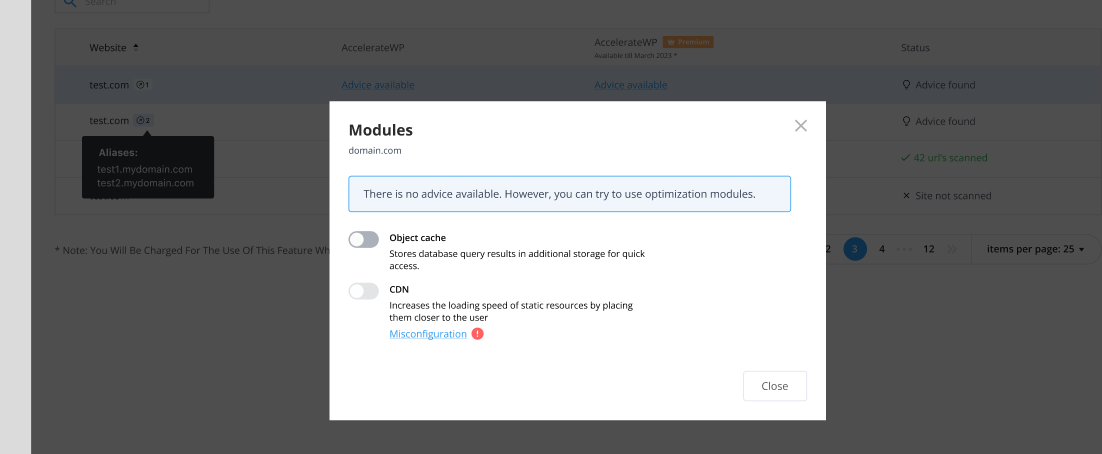 Search
Website
AccelerateWP
AccelerateWP Premium
Available till March 2023 *
Status
test.com 1
Advice available
Advice available
Advice found
test.com 2
Advice found
Aliases:
test1.mydomain.com
test2.mydomain.com
42 url's scanned
Site not scanned
* Note: You Will Be Charged For The Use Of This Feature Wh
2 3 4 ... 12 items per page: 25
Modules
domain.com
There is no advice available. However, you can try to use optimization modules.
Object cache
Stores database query results in additional storage for quick
access.
CDN
Increases the loading speed of static resources by placing
them closer to the user
Misconfiguration !
Close